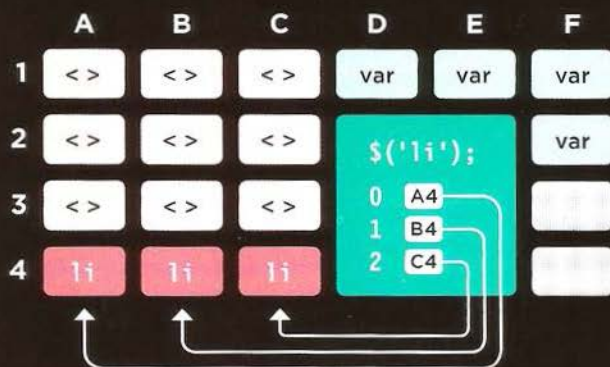 A B C D E F
1 < > < > < > var var var
2 < > < > < > $('li'); var
3 < > < > < > 0 A4
1 B4
4 li li li 2 C4